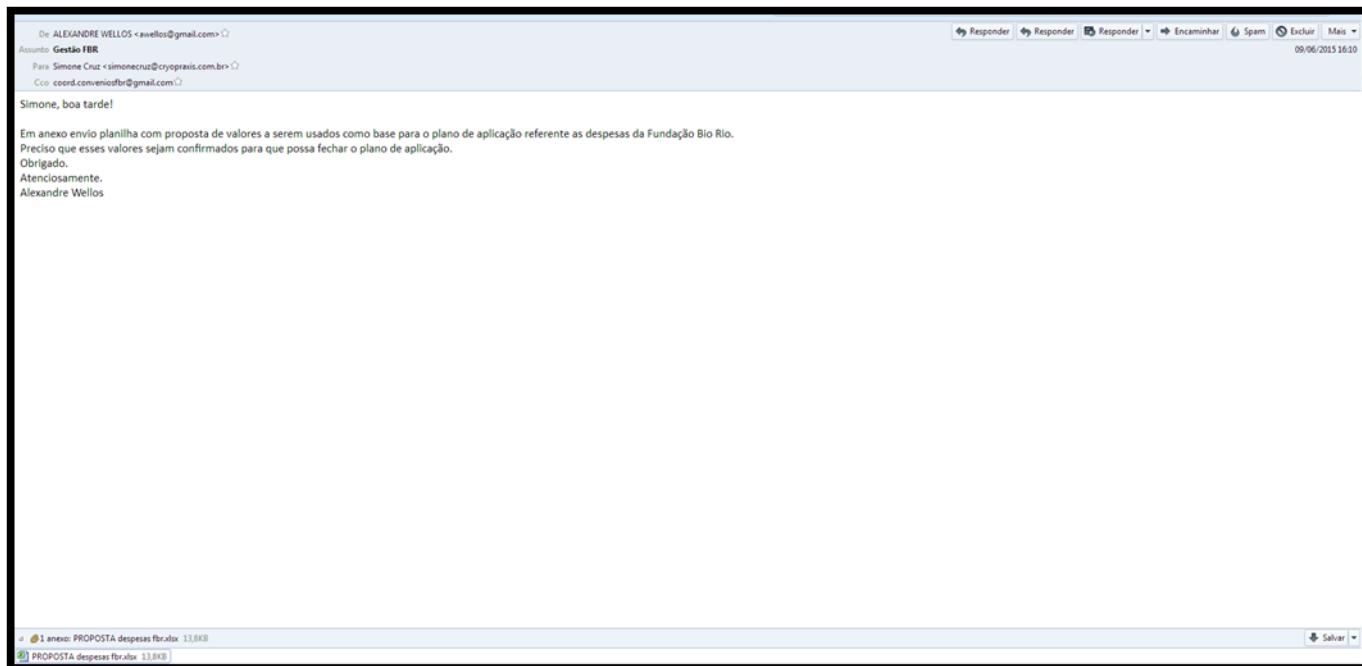 De ALEXANDRE WELLOS <awellos@gmail.com>
Responder Responder Responder Encaminhar Spam Excluir Mais
Assunto Gestão FBR
09/06/2015 16:10
Para Simone Cruz <simonecruz@cryopraxis.com.br>
Cco coord.conveniosfbr@gmail.com
Simone, boa tarde!
Em anexo envio planilha com proposta de valores a serem usados como base para o plano de aplicação referente as despesas da Fundação Bio Rio.
Preciso que esses valores sejam confirmados para que possa fechar o plano de aplicação.
Obrigado.
Atenciosamente.
Alexandre Wellos
1 anexo: PROPOSTA despesas fbr.xlsx 13,8KB
Salvar
PROPOSTA despesas fbr.xlsx 13,8KB